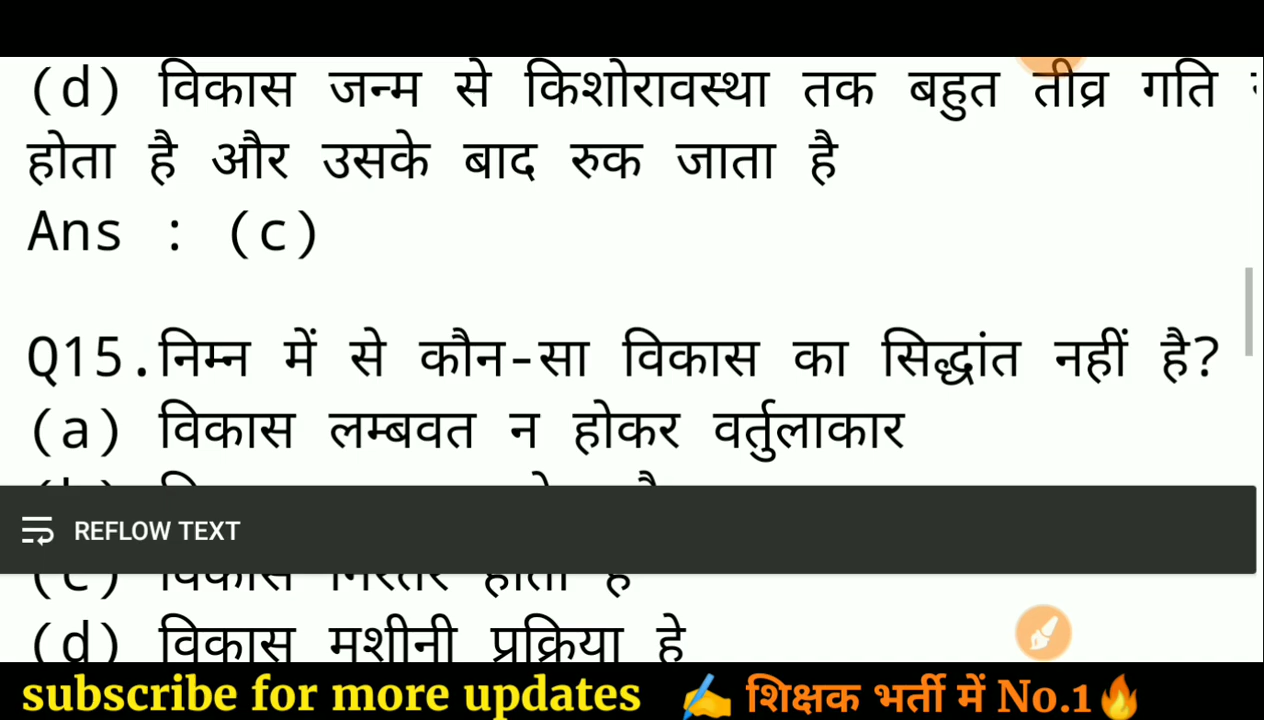 (d) विकास जन्म से किशोरावस्था तक बहुत तीव्र गति
होता है और उसके बाद रुक जाता है
Ans : (c)
Q15.निम्न में से कौन-सा विकास का सिद्धांत नहीं है?
(a) विकास लम्बवत न होकर वर्तुलाकार
REFLOW TEXT
(c) विकास निरंतर होता है
(d) विकास मशीनी प्रक्रिया हे
subscribe for more updates ✍️ शिक्षक भर्ती में No.1🔥